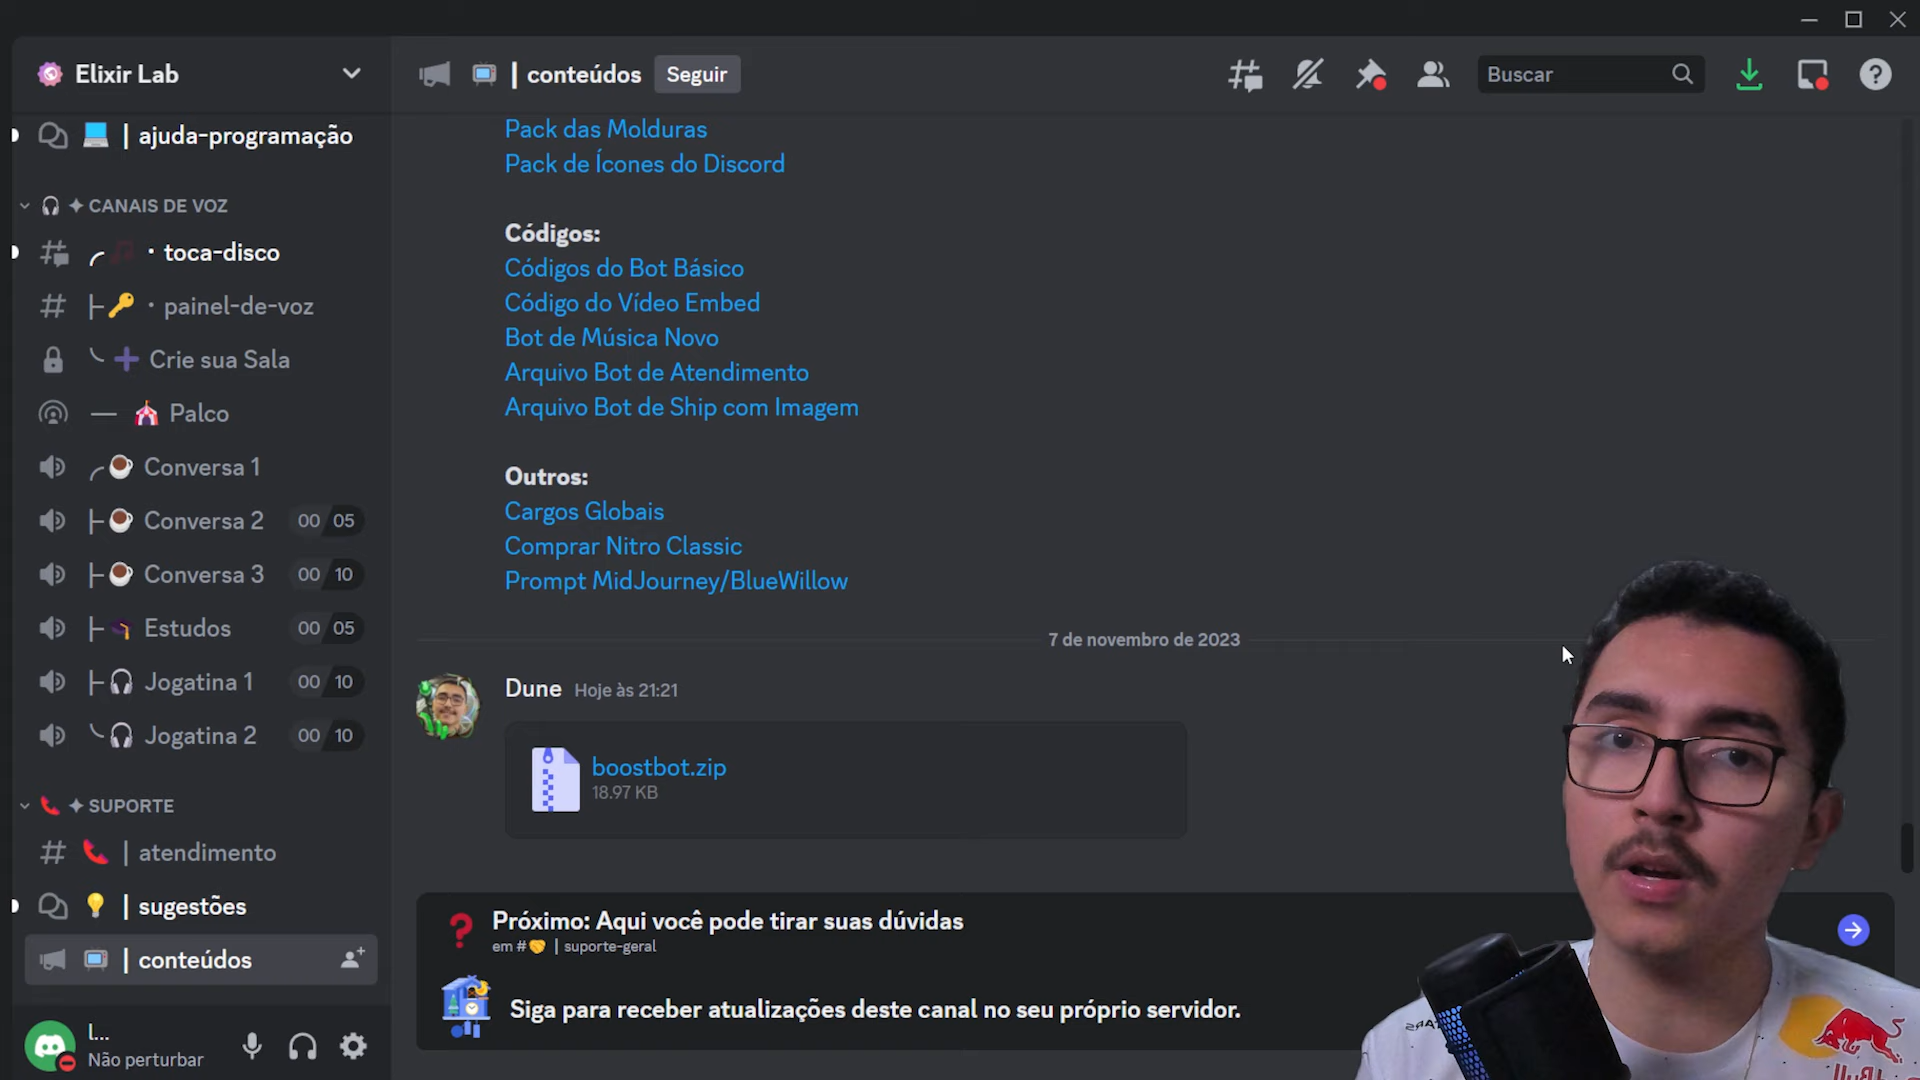 Elixir Lab
| conteúdos
Seguir
Buscar
| ajuda-programação
CANAIS DE VOZ
toca-disco
painel-de-voz
Crie sua Sala
Palco
Conversa 1
Conversa 2 00 05
Conversa 3 00 10
Estudos 00 05
Jogatina 1 00 10
Jogatina 2 00 10
SUPORTE
| atendimento
| sugestões
| conteúdos
l...
Não perturbar
Pack das Molduras
Pack de Ícones do Discord
Códigos:
Códigos do Bot Básico
Código do Vídeo Embed
Bot de Música Novo
Arquivo Bot de Atendimento
Arquivo Bot de Ship com Imagem
Outros:
Cargos Globais
Comprar Nitro Classic
Prompt MidJourney/BlueWillow
7 de novembro de 2023
Dune Hoje às 21:21
boostbot.zip
18.97 KB
Próximo: Aqui você pode tirar suas dúvidas
em # | suporte-geral
Siga para receber atualizações deste canal no seu próprio servidor.